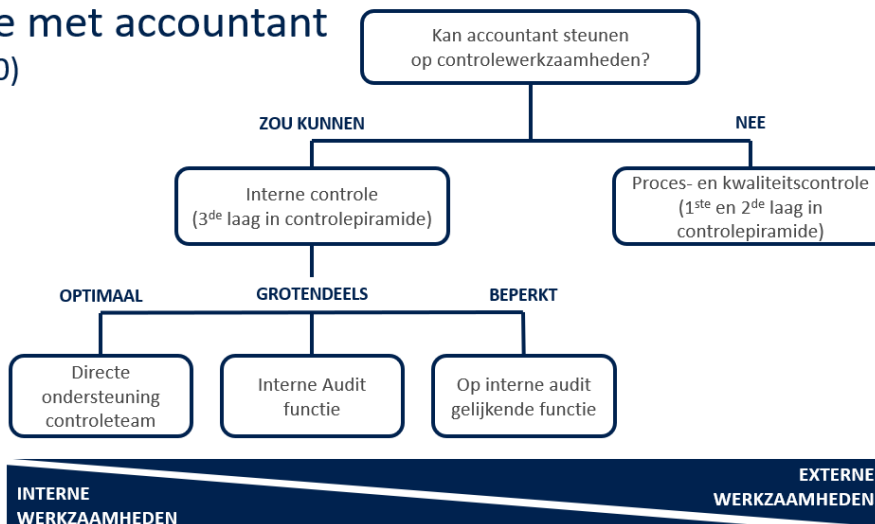 e met accountant
0)
Kan accountant steunen
op controlewerkzaamheden?
ZOU KUNNEN
NEE
Interne controle
(3de laag in controlepiramide)
Proces- en kwaliteitscontrole
(1ste en 2de laag in
controlepiramide)
OPTIMAAL
GROTENDEELS
BEPERKT
Directe
ondersteuning
controleteam
Interne Audit
functie
Op interne audit
gelijkende functie
INTERNE
WERKZAAMHEDEN
EXTERNE
WERKZAAMHEDEN